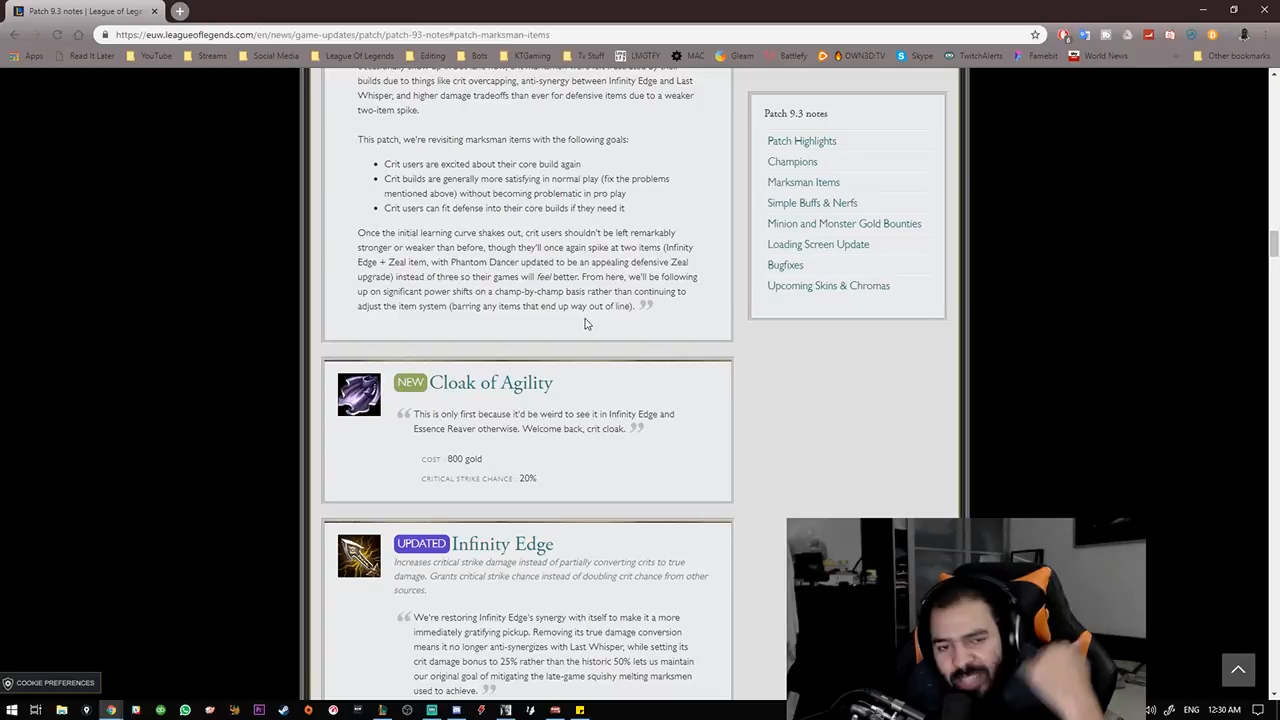 Patch 9.3 notes | League of Lege
https://euw.leagueoflegends.com/en/news/game-updates/patch/patch-93-notes#patch-marksman-items
Apps
Read It Later
YouTube
Streams
Social Media
League Of Legends
Editing
Bots
KTGaming
Tv Stuff
LMGTFY
MAC
Gleam
Battlefy
OWN3D:TV
Skype
TwitchAlerts
Famebit
World News
Other bookmarks
builds due to things like crit overcapping, anti-synergy between Infinity Edge and Last
Whisper, and higher damage tradeoffs than ever for defensive items due to a weaker
two-item spike.
This patch, we're revisiting marksman items with the following goals:
Crit users are excited about their core build again
Crit builds are generally more satisfying in normal play (fix the problems
mentioned above) without becoming problematic in pro play
Crit users can fit defense into their core builds if they need it
Once the initial learning curve shakes out, crit users shouldn't be left remarkably
stronger or weaker than before, though they'll once again spike at two items (Infinity
Edge + Zeal item, with Phantom Dancer updated to be an appealing defensive Zeal
upgrade) instead of three so their games will feel better. From here, we'll be following
up on significant power shifts on a champ-by-champ basis rather than continuing to
adjust the item system (barring any items that end up way out of line).
Patch 9.3 notes
Patch Highlights
Champions
Marksman Items
Simple Buffs & Nerfs
Minion and Monster Gold Bounties
Loading Screen Update
Bugfixes
Upcoming Skins & Chromas
NEW Cloak of Agility
This is only first because it'd be weird to see it in Infinity Edge and
Essence Reaver otherwise. Welcome back, crit cloak.
COST : 800 gold
CRITICAL STRIKE CHANCE : 20%
UPDATED Infinity Edge
Increases critical strike damage instead of partially converting crits to true
damage. Grants critical strike chance instead of doubling crit chance from other
sources.
We're restoring Infinity Edge's synergy with itself to make it a more
immediately gratifying pickup. Removing its true damage conversion
means it no longer anti-synergizes with Last Whisper, while setting its
crit damage bonus to 25% rather than the historic 50% lets us maintain
our original goal of mitigating the late-game squishy melting marksmen
used to achieve.
COOKIE PREFERENCES
ENG 12:30 AM